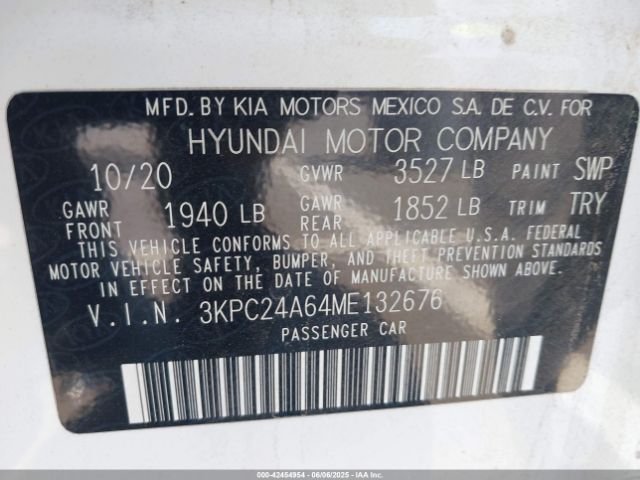 MFD. BY KIA MOTORS MEXICO S.A. DE C.V. FOR
HYUNDAI MOTOR COMPANY
10/20 GVWR 3527 LB PAINT SWP
GAWR FRONT 1940 LB GAWR REAR 1852 LB TRIM TRY
THIS VEHICLE CONFORMS TO ALL APPLICABLE U.S.A. FEDERAL
MOTOR VEHICLE SAFETY, BUMPER, AND THEFT PREVENTION STANDARDS
IN EFFECT ON THE DATE OF MANUFACTURE SHOWN ABOVE.
V.I.N. 3KPC24A64ME132676
PASSENGER CAR
000-42454954 | 06/06/2025 | IAAI.COM